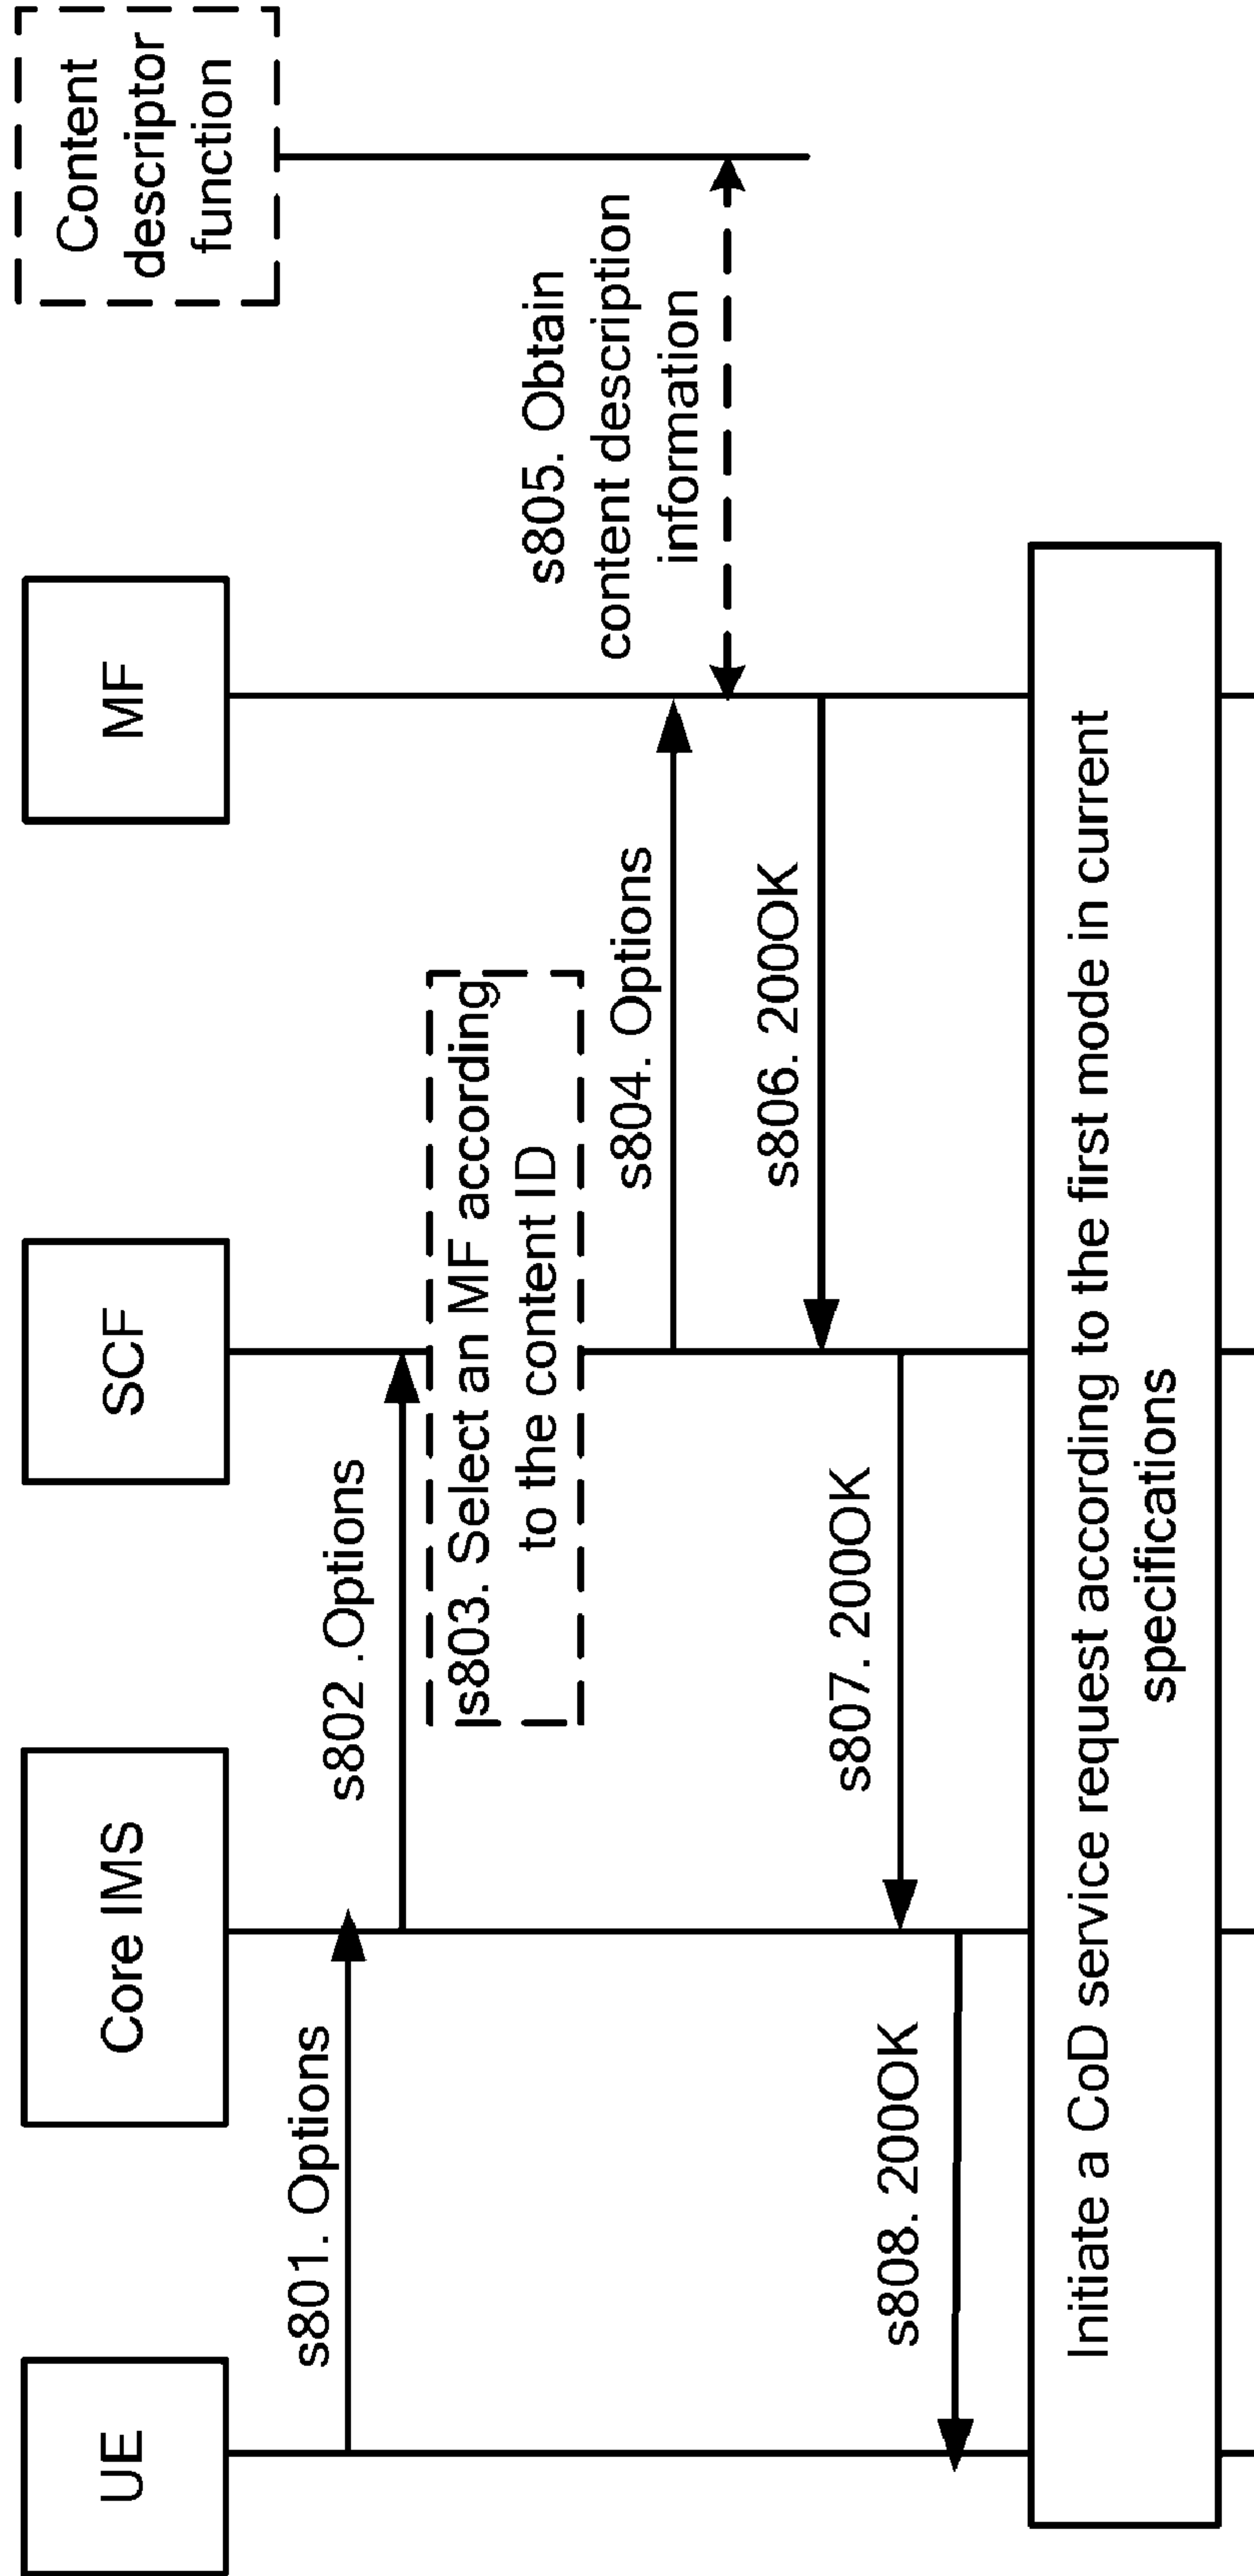 UE
Core IMS
SCF
MF
Content
descriptor
function
s801. Options
s802 .Options
s803. Select an MF according
to the content ID
s804. Options
s805. Obtain
content description
information
s806. 200OK
s807. 200OK
s808. 200OK
Initiate a CoD service request according to the first mode in current
specifications